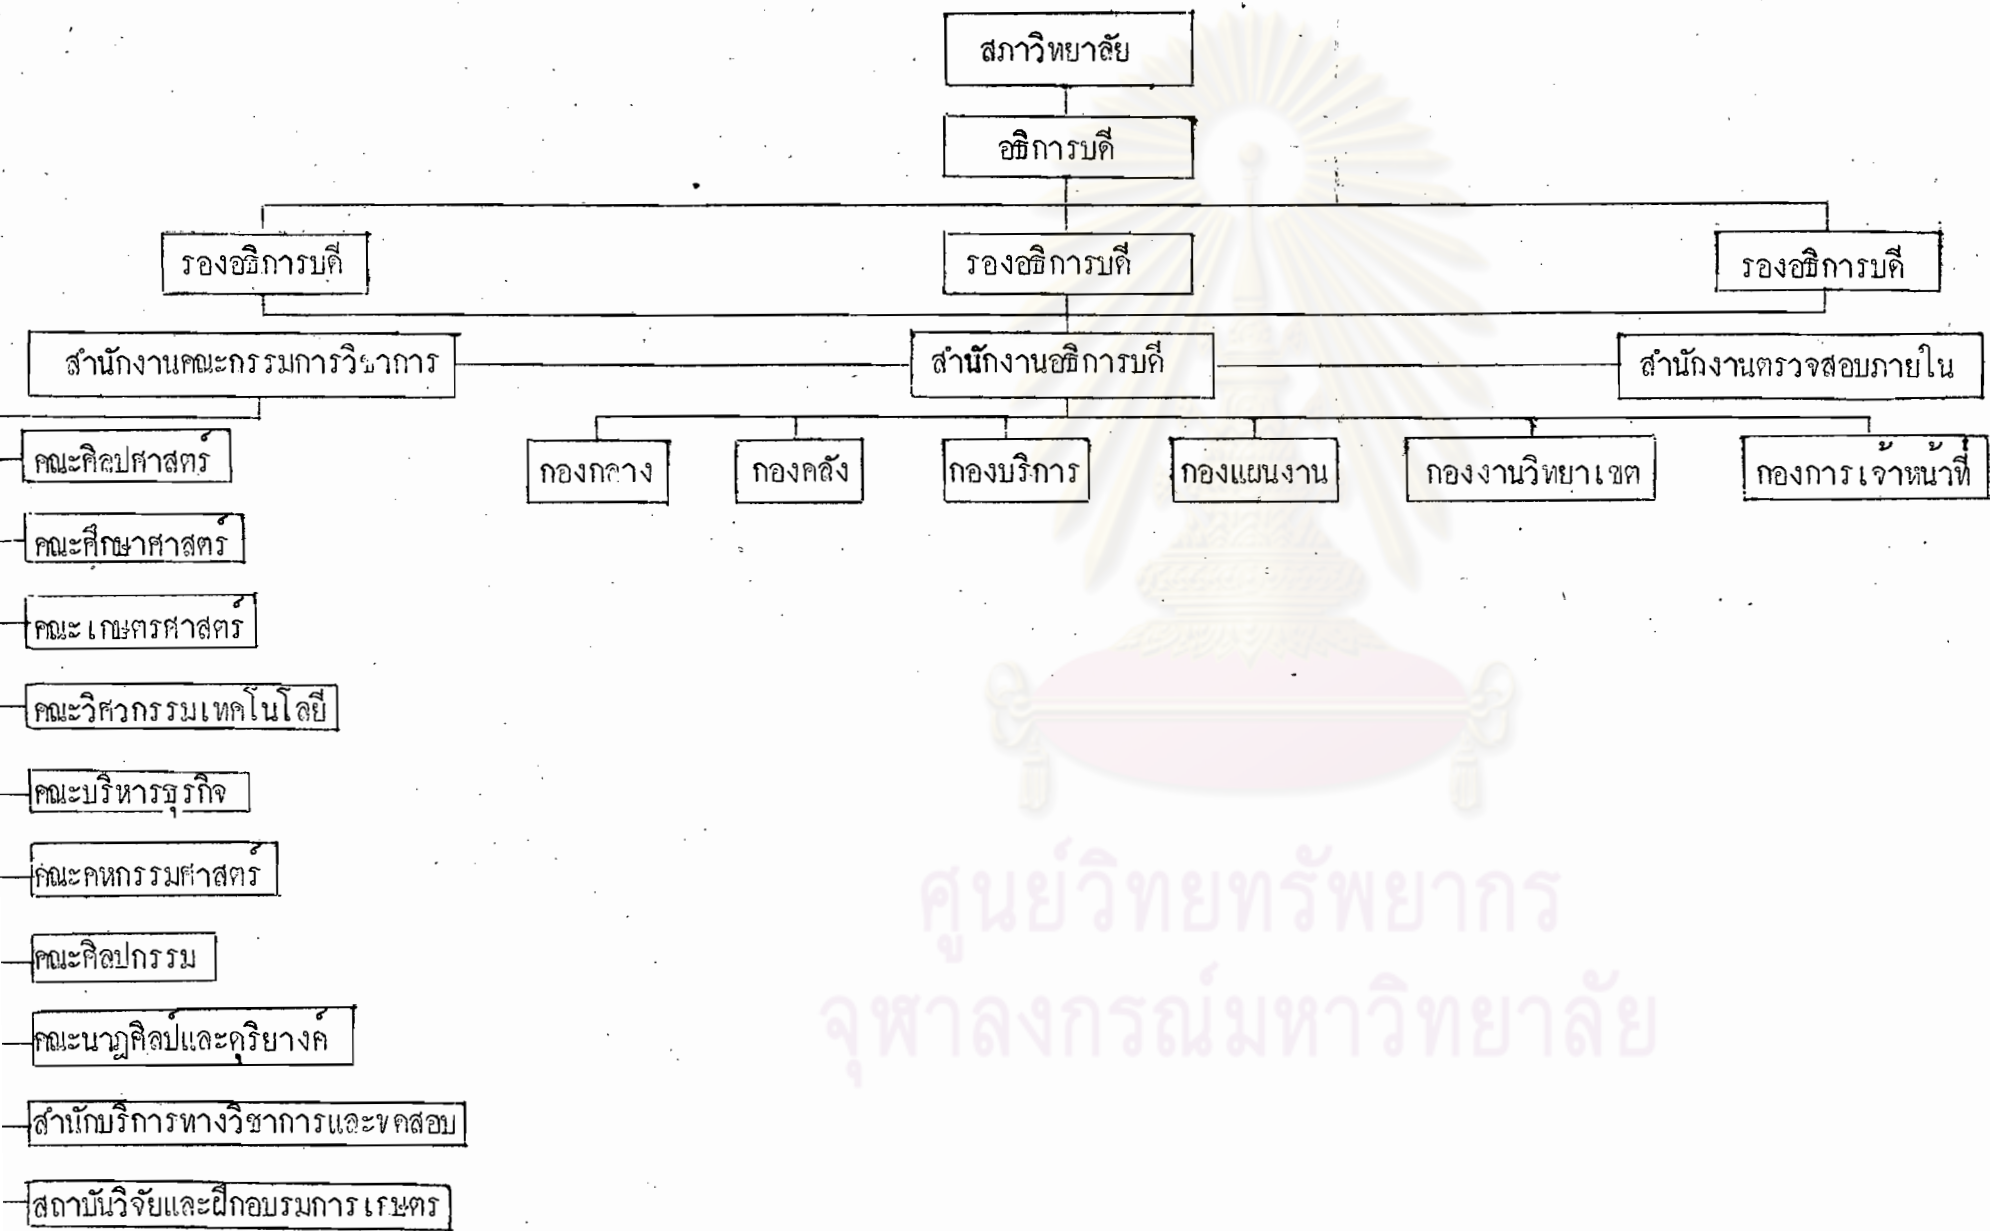 สภาวิทยาลัย
อธิการบดี
รองอธิการบดี
รองอธิการบดี
รองอธิการบดี
สำนักงานคณะกรรมการวิชาการ
สำนักงานอธิการบดี
สำนักงานตรวจสอบภายใน
กองกลาง
กองคลัง
กองบริการ
กองแผนงาน
กองงานวิทยาเขต
กองการเจ้าหน้าที่
คณะศิลปศาสตร์
คณะศึกษาศาสตร์
คณะเกษตรศาสตร์
คณะวิศวกรรมเทคโนโลยี
คณะบริหารธุรกิจ
คณะคหกรรมศาสตร์
คณะศิลปกรรม
คณะนาฏศิลป์และดุริยางค์
สำนักบริการทางวิชาการและทดสอบ
สถาบันวิจัยและฝึกอบรมการเกษตร
ศูนย์วิทยทรัพยากร
จุฬาลงกรณ์มหาวิทยาลัย